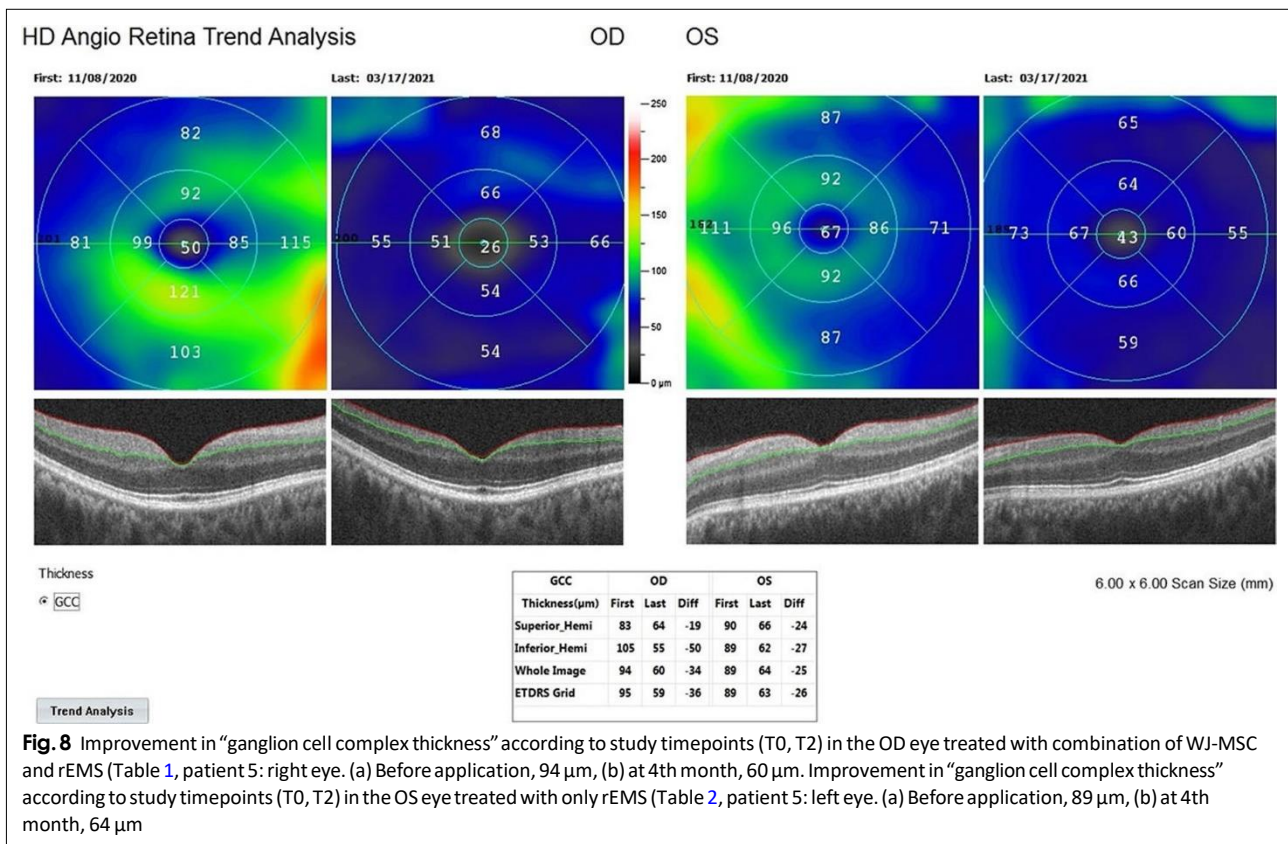 HD Angio Retina Trend Analysis OD OS
First: 11/08/2020 Last: 03/17/2021 First: 11/08/2020 Last: 03/17/2021
82
92
81 99 50 85 115
121
103
68
66
200 55 51 26 53 66
54
54
250
200
150
100
50
0 µm
87
92
111 96 67 86 71
92
87
65
64
73 67 43 60 55
66
59
Thickness
GCC
6.00 x 6.00 Scan Size (mm)
GCC OD OS
Thickness(µm) First Last Diff First Last Diff
Superior_Hemi 83 64 -19 90 66 -24
Inferior_Hemi 105 55 -50 89 62 -27
Whole Image 94 60 -34 89 64 -25
ETDRS Grid 95 59 -36 89 63 -26
Trend Analysis
Fig. 8 Improvement in “ganglion cell complex thickness” according to study timepoints (T0, T2) in the OD eye treated with combination of WJ-MSC
and rEMS (Table 1, patient 5: right eye. (a) Before application, 94 µm, (b) at 4th month, 60 µm. Improvement in “ganglion cell complex thickness”
according to study timepoints (T0, T2) in the OS eye treated with only rEMS (Table 2, patient 5: left eye. (a) Before application, 89 µm, (b) at 4th
month, 64 µm